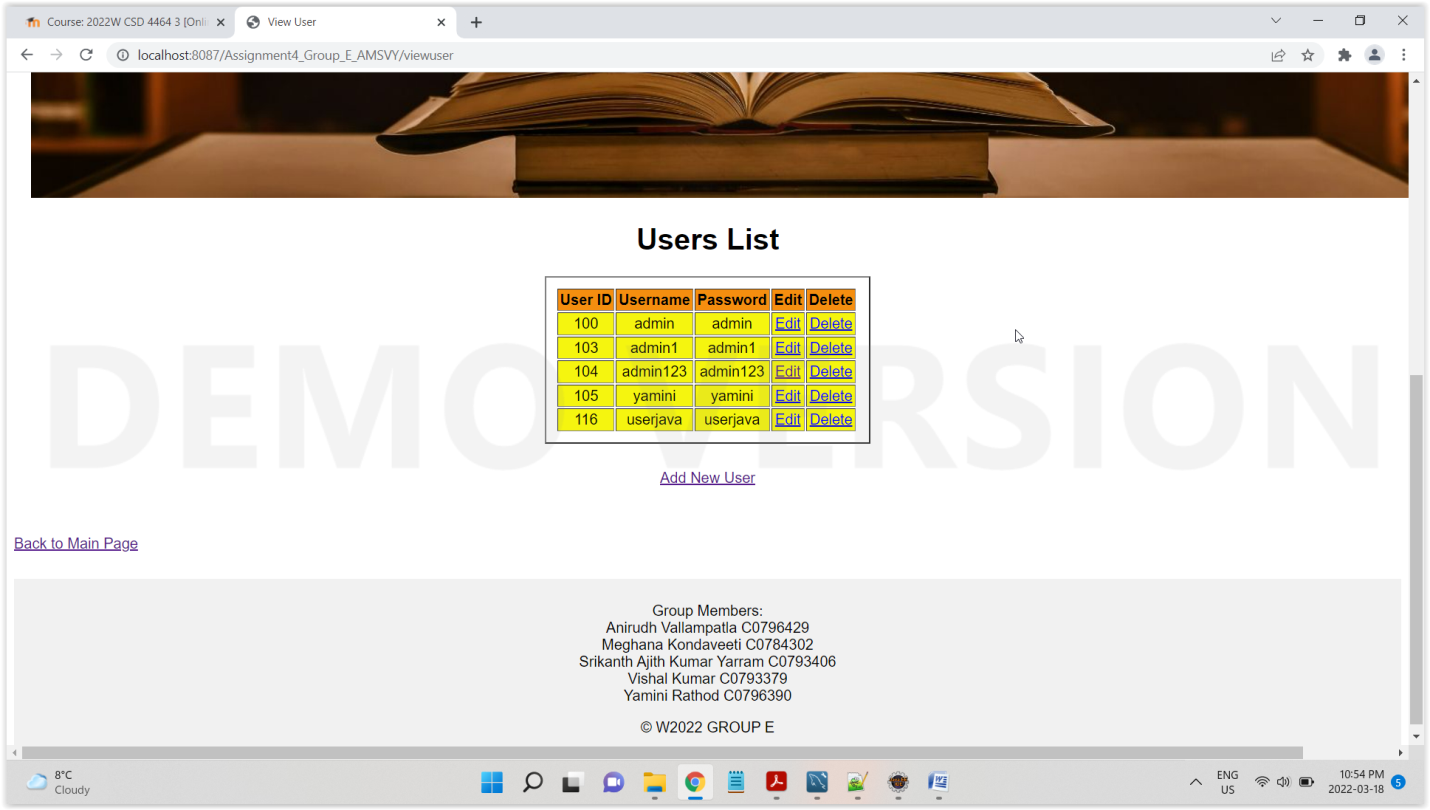 Course: 2022W CSD 4464 3 [Onli
View User
localhost:8087/Assignment4_Group_E_AMSVY/viewuser
Users List
User ID Username Password Edit Delete
100 admin admin Edit Delete
103 admin1 admin1 Edit Delete
104 admin123 admin123 Edit Delete
105 yamini yamini Edit Delete
116 userjava userjava Edit Delete
DEMO VERSION
Add New User
Back to Main Page
Group Members:
Anirudh Vallampatla C0796429
Meghana Kondaveeti C0784302
Srikanth Ajith Kumar Yarram C0793406
Vishal Kumar C0793379
Yamini Rathod C0796390
© W2022 GROUP E
8°C
Cloudy
ENG
US
10:54 PM
2022-03-18
5